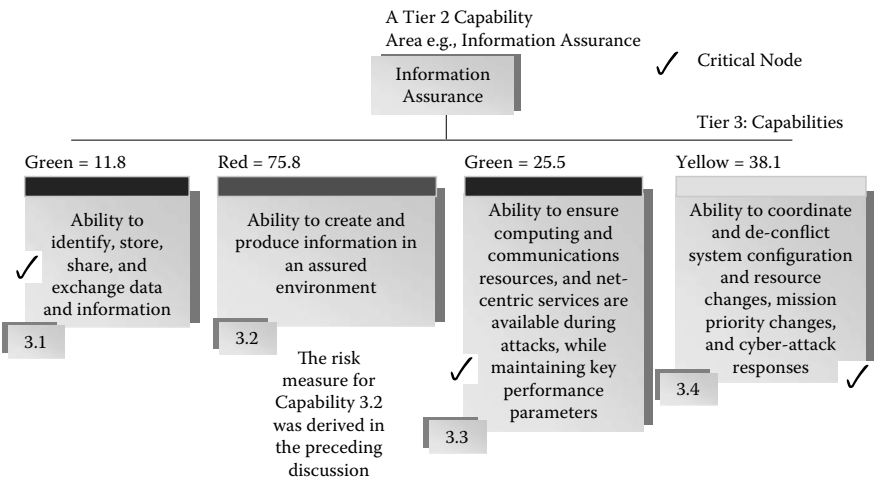 A Tier 2 Capability
Area e.g., Information Assurance
Information
Assurance
✓ Critical Node
Tier 3: Capabilities
Green = 11.8
Ability to
identify, store,
share, and
exchange data
and information
✓
3.1
Red = 75.8
Ability to create and
produce information in
an assured
environment
3.2
The risk
measure for
Capability 3.2
was derived in
the preceding
discussion
Green = 25.5
Ability to ensure
computing and
communications
resources, and net-
centric services are
available during
attacks, while
maintaining key
performance
parameters
✓
3.3
Yellow = 38.1
Ability to coordinate
and de-conflict
system configuration
and resource
changes, mission
priority changes,
and cyber-attack
responses
✓
3.4